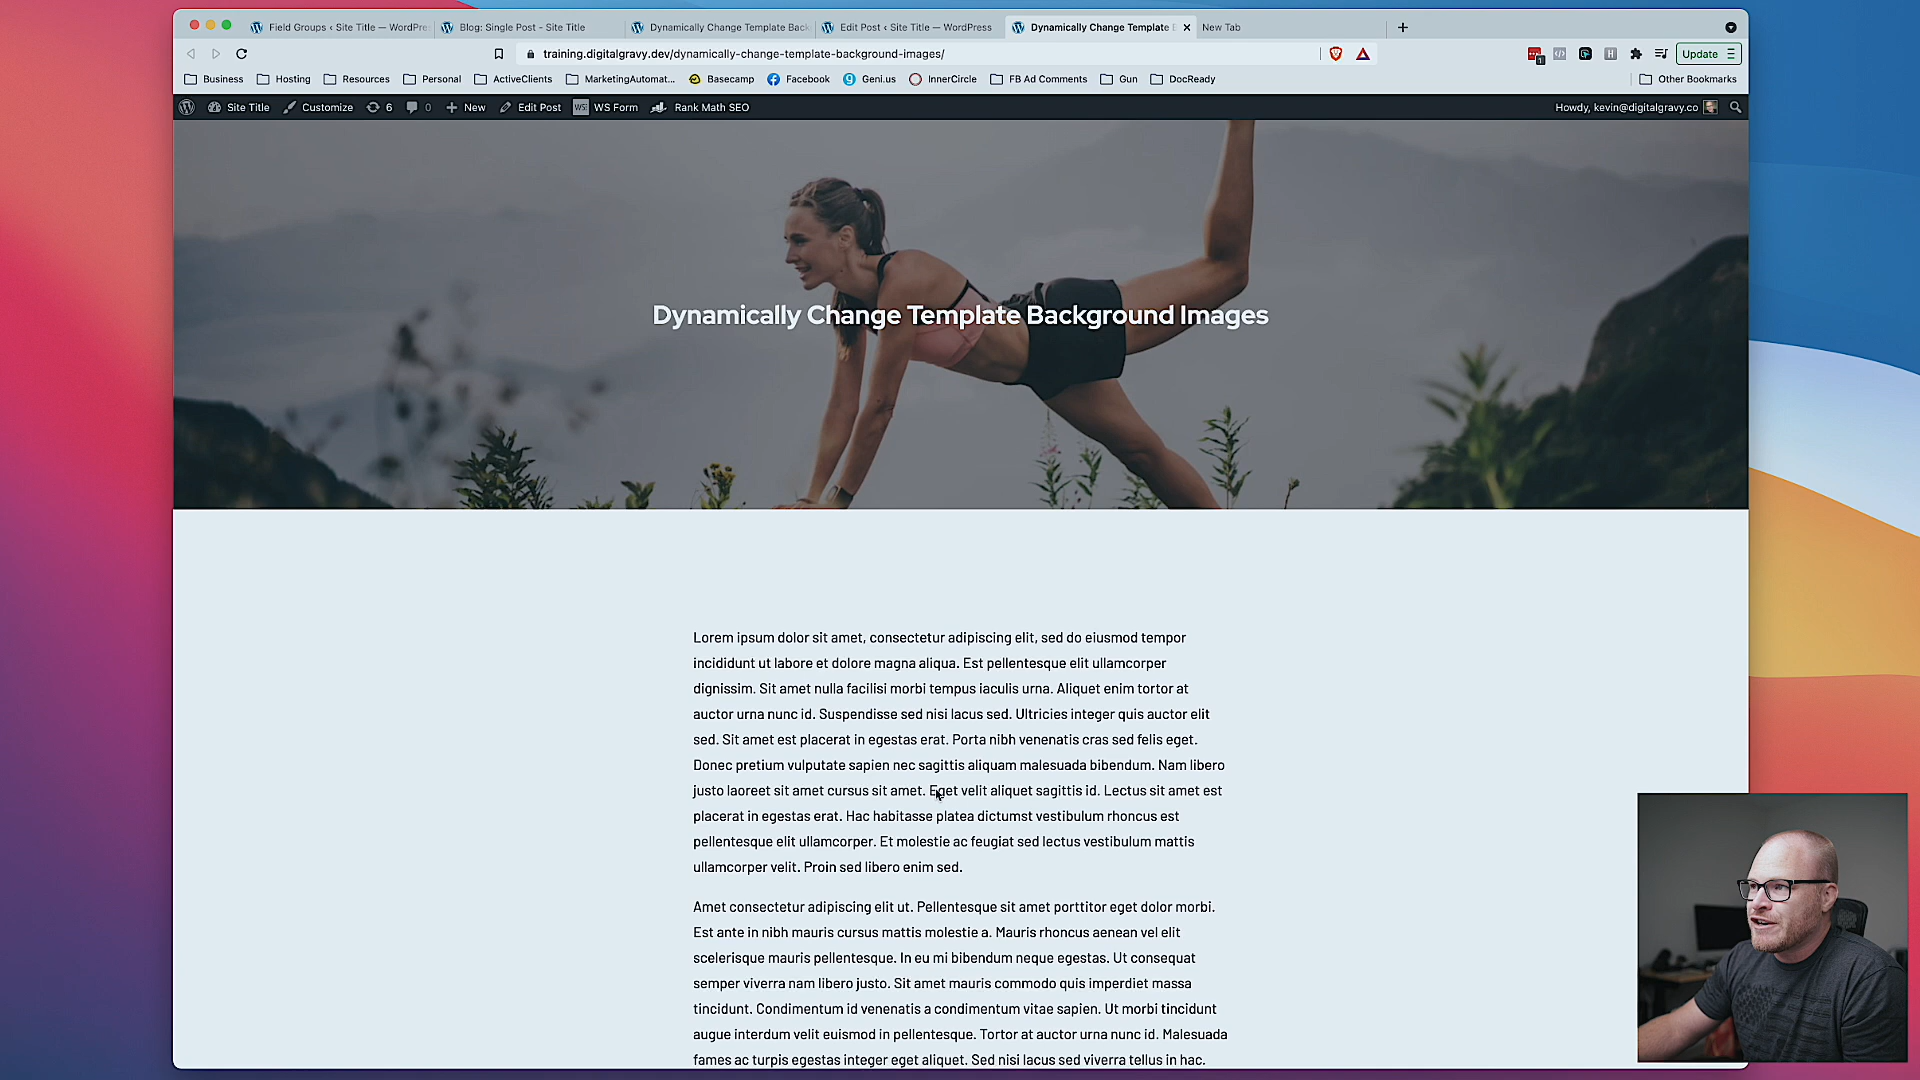 Field Groups ‹ Site Title — WordPre
Blog: Single Post - Site Title
Dynamically Change Template Bac
Edit Post ‹ Site Title — WordPress
Dynamically Change Template B
New Tab
training.digitalgravy.dev/dynamically-change-template-background-images/
Update
Business
Hosting
Resources
Personal
ActiveClients
MarketingAutomat...
Basecamp
Facebook
Geni.us
InnerCircle
FB Ad Comments
Gun
DocReady
Other Bookmarks
Site Title
Customize
6
0
New
Edit Post
WS Form
Rank Math SEO
Howdy, kevin@digitalgravy.co
Dynamically Change Template Background Images
Lorem ipsum dolor sit amet, consectetur adipiscing elit, sed do eiusmod tempor
incididunt ut labore et dolore magna aliqua. Est pellentesque elit ullamcorper
dignissim. Sit amet nulla facilisi morbi tempus iaculis urna. Aliquet enim tortor at
auctor urna nunc id. Suspendisse sed nisi lacus sed. Ultricies integer quis auctor elit
sed. Sit amet est placerat in egestas erat. Porta nibh venenatis cras sed felis eget.
Donec pretium vulputate sapien nec sagittis aliquam malesuada bibendum. Nam libero
justo laoreet sit amet cursus sit amet. Eget velit aliquet sagittis id. Lectus sit amet est
placerat in egestas erat. Hac habitasse platea dictumst vestibulum rhoncus est
pellentesque elit ullamcorper. Et molestie ac feugiat sed lectus vestibulum mattis
ullamcorper velit. Proin sed libero enim sed.
Amet consectetur adipiscing elit ut. Pellentesque sit amet porttitor eget dolor morbi.
Est ante in nibh mauris cursus mattis molestie a. Mauris rhoncus aenean vel elit
scelerisque mauris pellentesque. In eu mi bibendum neque egestas. Ut consequat
semper viverra nam libero justo. Sit amet mauris commodo quis imperdiet massa
tincidunt. Condimentum id venenatis a condimentum vitae sapien. Ut morbi tincidunt
augue interdum velit euismod in pellentesque. Tortor at auctor urna nunc id. Malesuada
fames ac turpis egestas integer eget aliquet. Sed nisi lacus sed viverra tellus in hac.